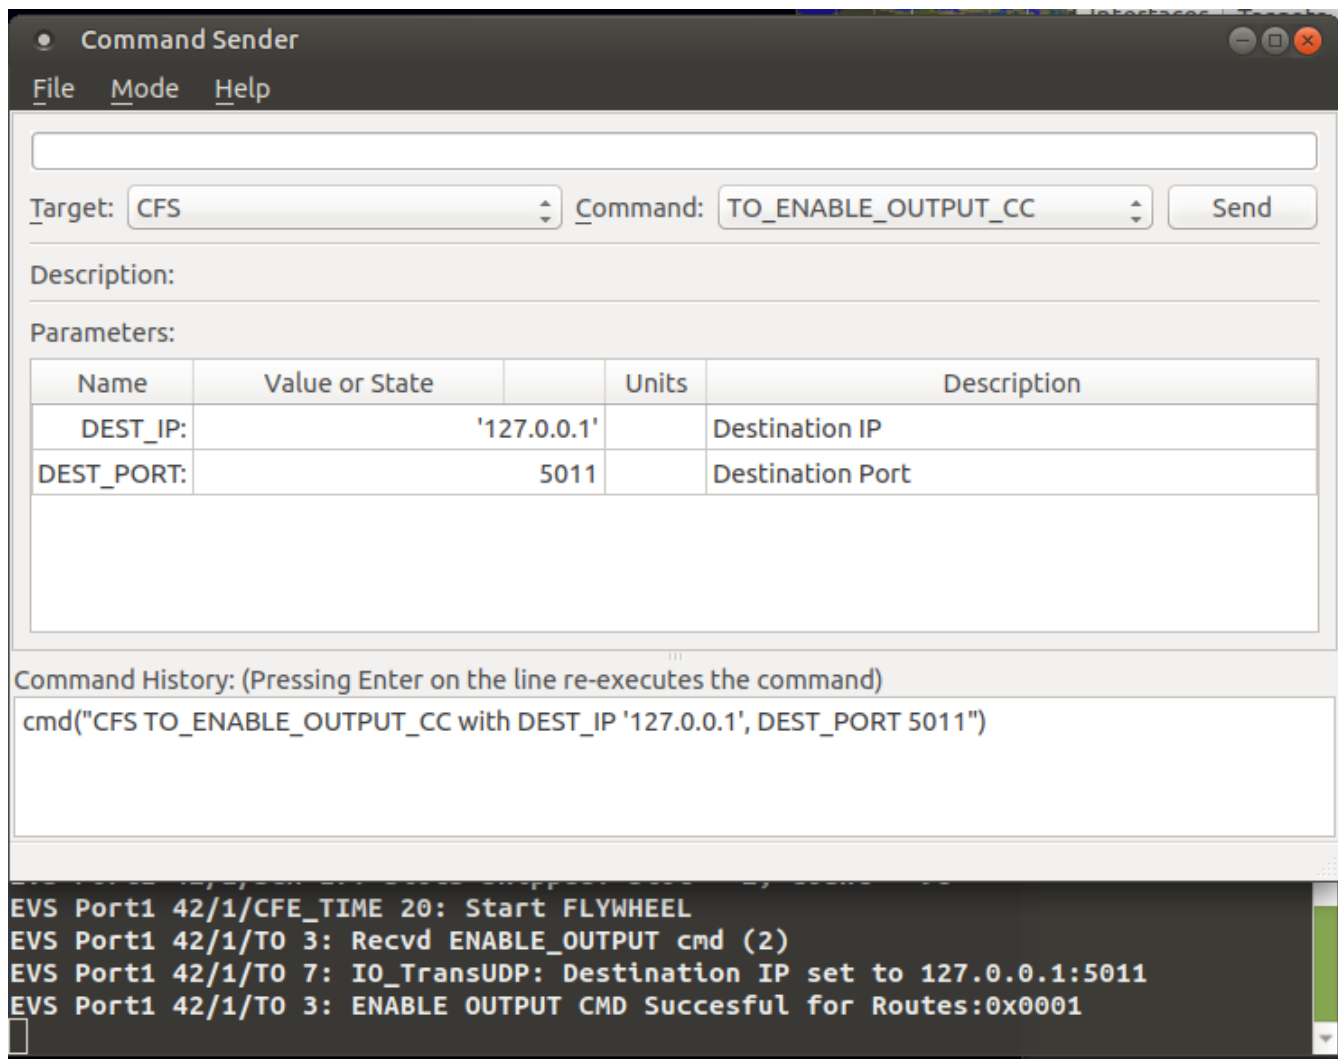 Interfaces Targets
Command Sender
File Mode Help
Target: CFS Command: TO_ENABLE_OUTPUT_CC Send
Description:
Parameters:
Name Value or State Units Description
DEST_IP: '127.0.0.1' Destination IP
DEST_PORT: 5011 Destination Port
Command History: (Pressing Enter on the line re-executes the command)
cmd("CFS TO_ENABLE_OUTPUT_CC with DEST_IP '127.0.0.1', DEST_PORT 5011")
EVS Port1 42/1/CFE_TIME 20: Start FLYWHEEL
EVS Port1 42/1/TO 3: Recvd ENABLE_OUTPUT cmd (2)
EVS Port1 42/1/TO 7: IO_TransUDP: Destination IP set to 127.0.0.1:5011
EVS Port1 42/1/TO 3: ENABLE OUTPUT CMD Succesful for Routes:0x0001